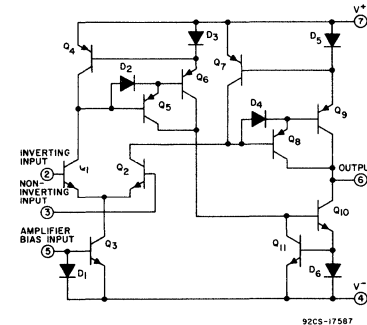 V+
7
D3
D5
Q4
Q7
Q6
D2
Q5
D4
Q9
Q8
INVERTING
INPUT
2
Q1
Q2
OUTPUT
6
NON-
INVERTING
INPUT
3
Q10
AMPLIFIER
BIAS INPUT
5
Q3
Q11
D1
D6
V-
4
92CS-17587